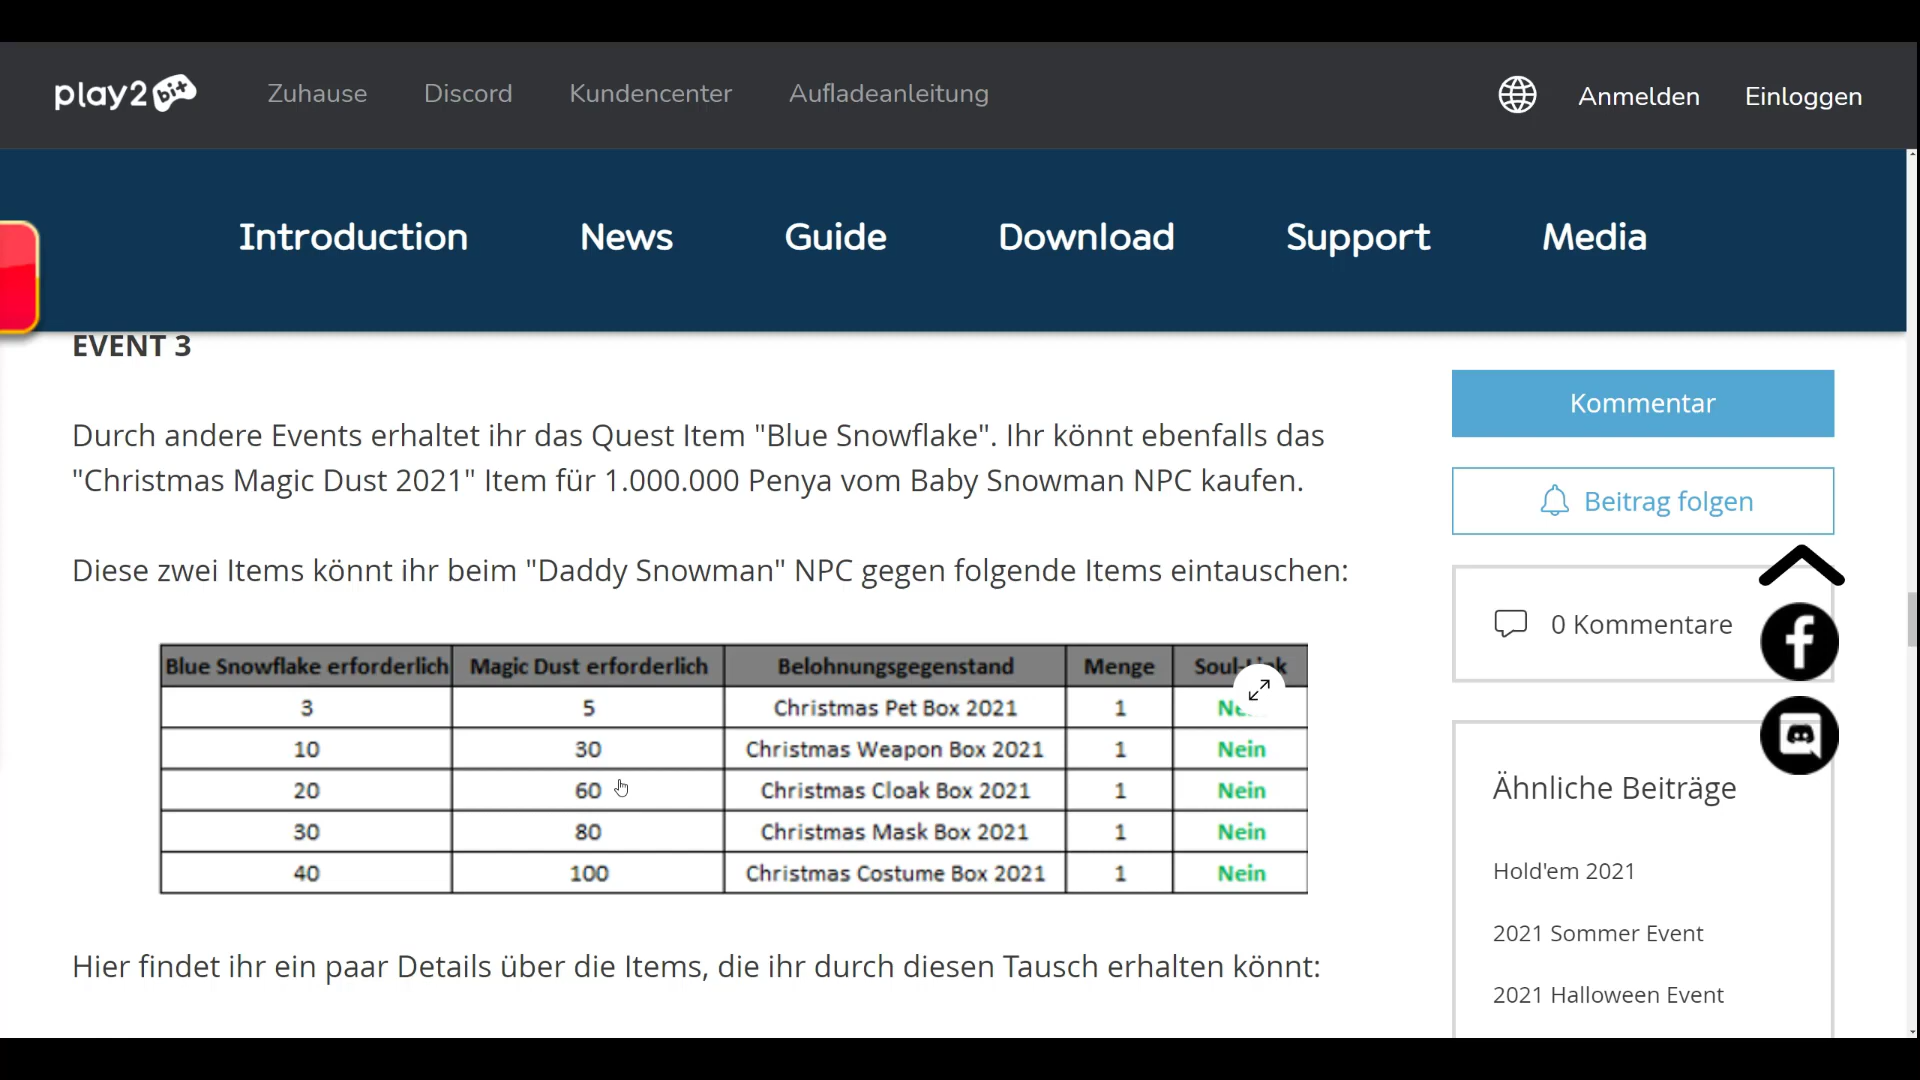 play2bit
Zuhause
Discord
Kundencenter
Aufladeanleitung
Anmelden
Einloggen
Introduction
News
Guide
Download
Support
Media
EVENT 3
Durch andere Events erhaltet ihr das Quest Item "Blue Snowflake". Ihr könnt ebenfalls das
"Christmas Magic Dust 2021" Item für 1.000.000 Penya vom Baby Snowman NPC kaufen.
Diese zwei Items könnt ihr beim "Daddy Snowman" NPC gegen folgende Items eintauschen:
Blue Snowflake erforderlich Magic Dust erforderlich Belohnungsgegenstand Menge Soul-Link
3 5 Christmas Pet Box 2021 1 Nein
10 30 Christmas Weapon Box 2021 1 Nein
20 60 Christmas Cloak Box 2021 1 Nein
30 80 Christmas Mask Box 2021 1 Nein
40 100 Christmas Costume Box 2021 1 Nein
Hier findet ihr ein paar Details über die Items, die ihr durch diesen Tausch erhalten könnt:
Kommentar
Beitrag folgen
0 Kommentare
Ähnliche Beiträge
Hold'em 2021
2021 Sommer Event
2021 Halloween Event